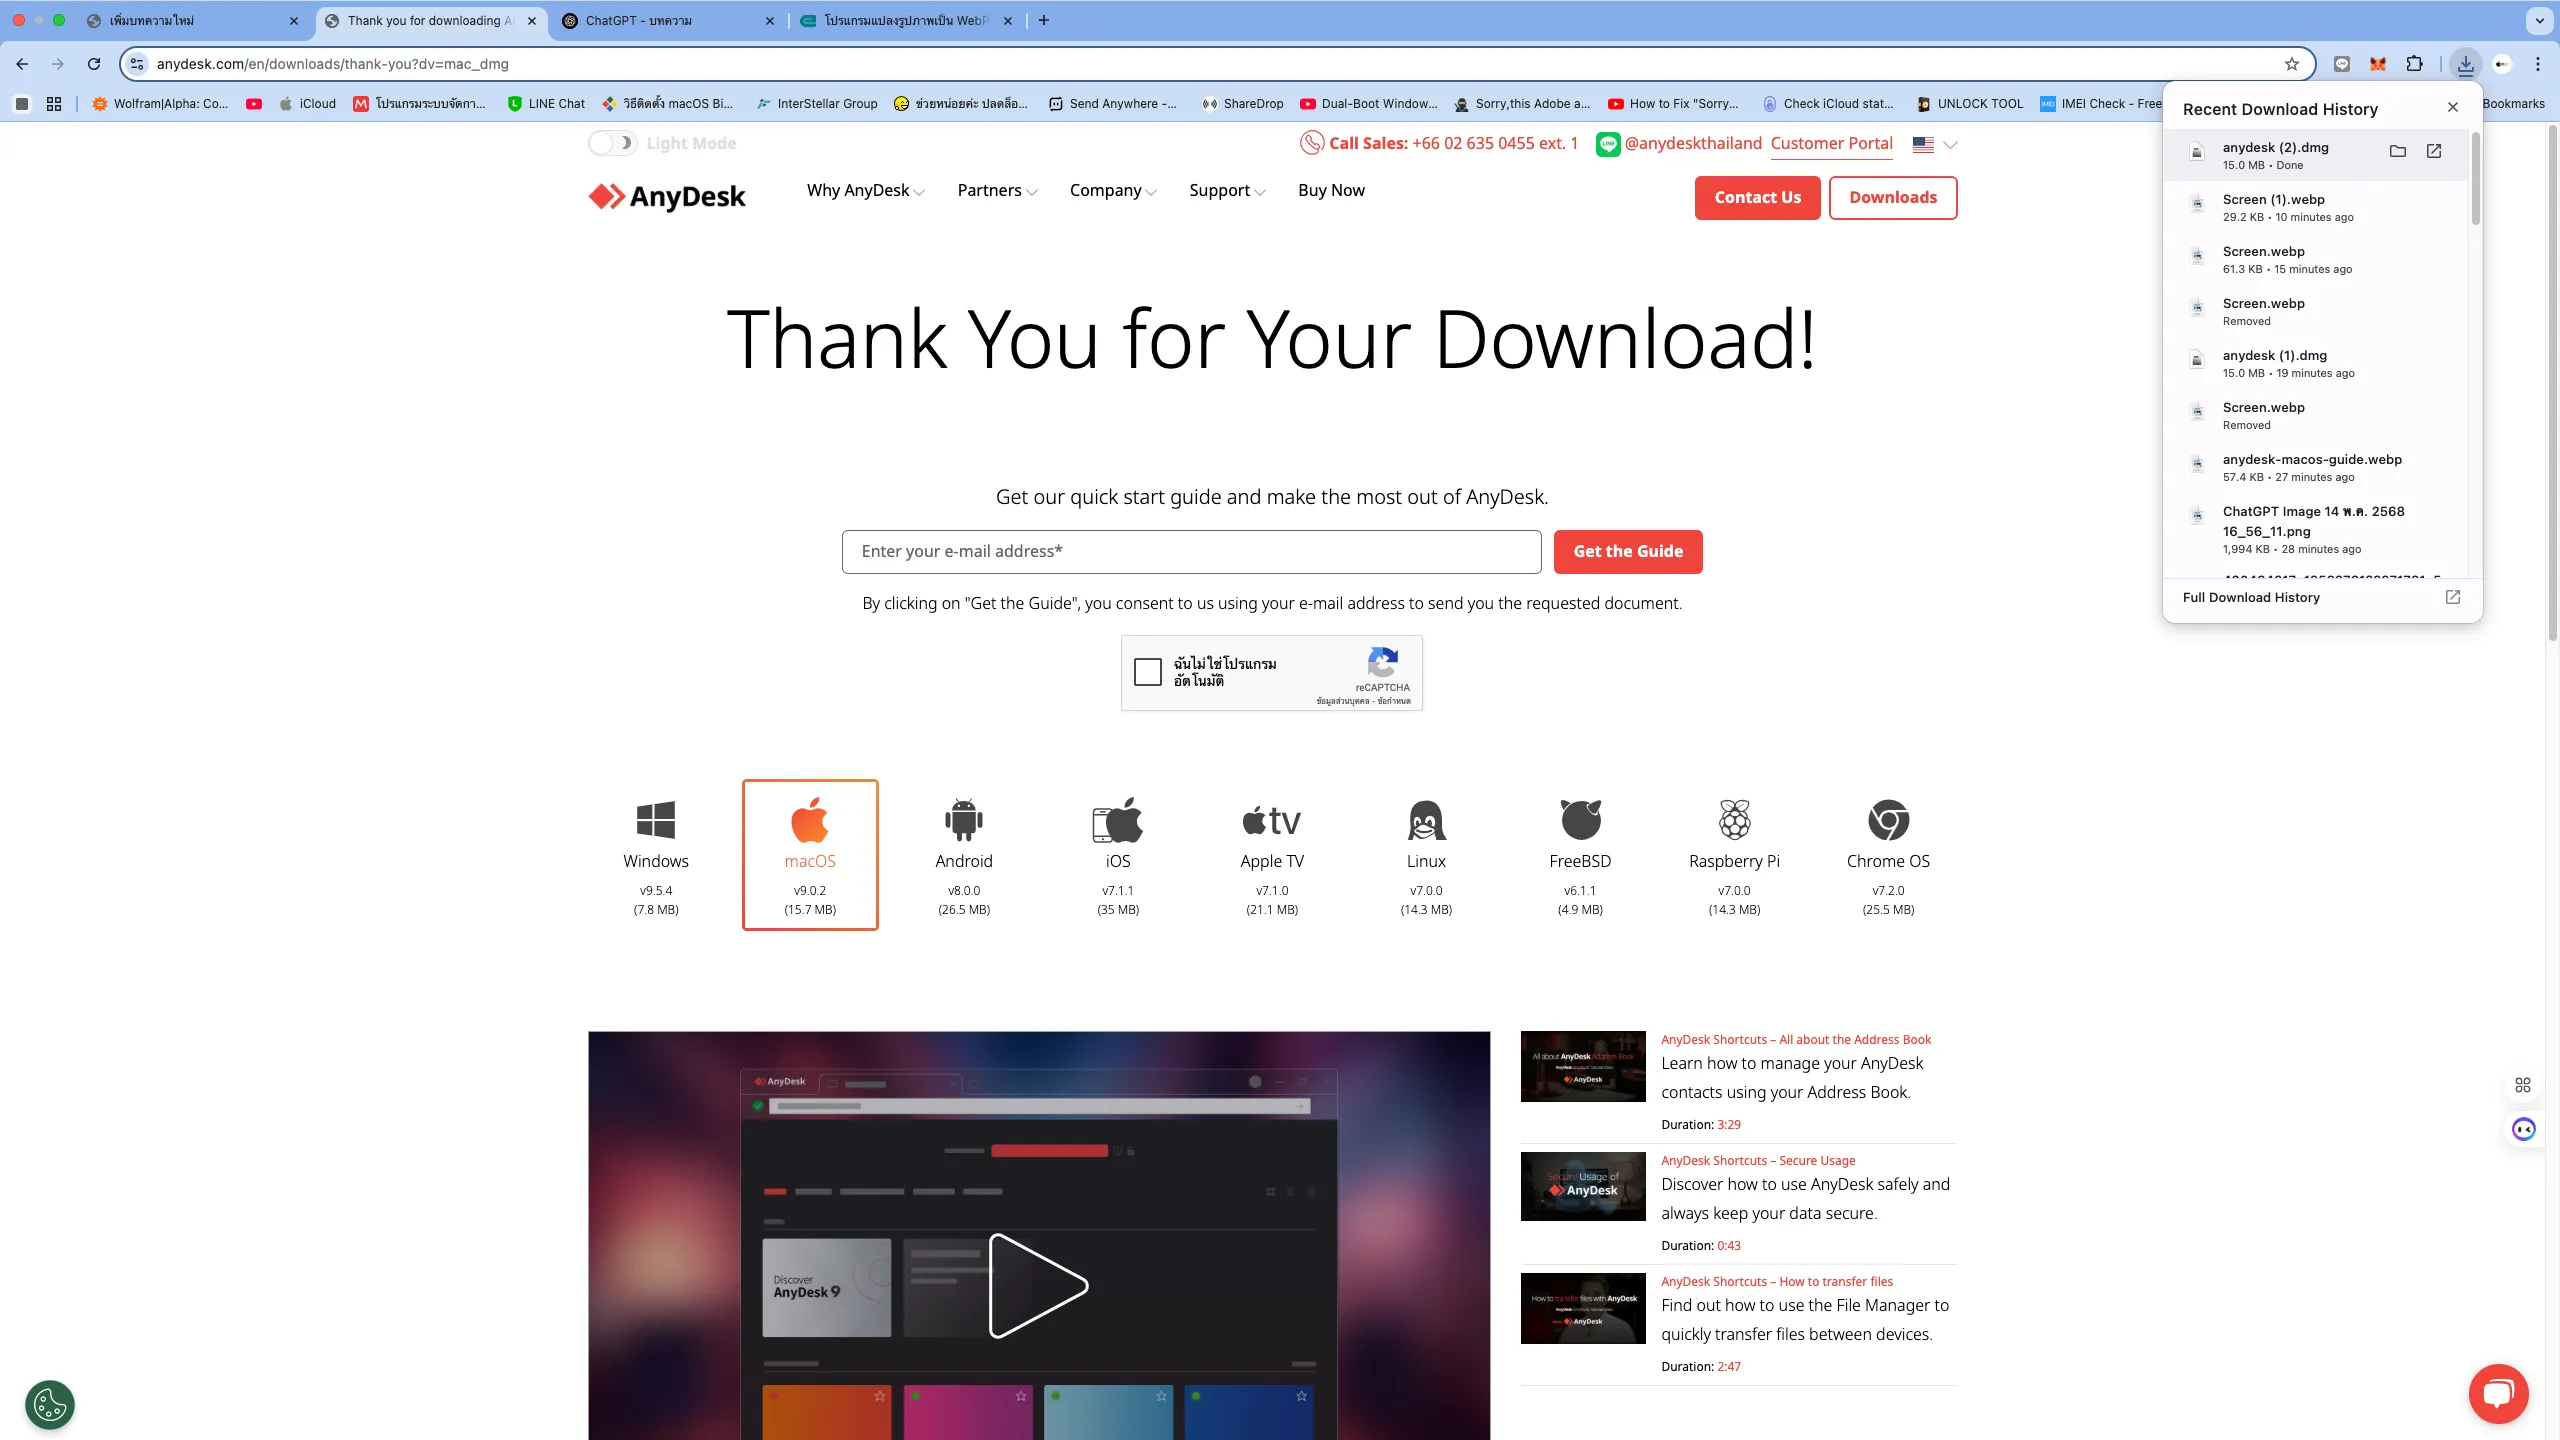 เพิ่มบทความใหม่
Thank you for downloading A
ChatGPT - บทความ
โปรแกรมแปลงรูปภาพเป็น WebP
anydesk.com/en/downloads/thank-you?dv=mac_dmg
Wolfram|Alpha: Co...
iCloud
โปรแกรมระบบจัดกา...
LINE Chat
วิธีติดตั้ง macOS Bi...
InterStellar Group
ช่วยหน่อยค่ะ ปลดล็อ...
Send Anywhere -...
ShareDrop
Dual-Boot Window...
Sorry,this Adobe a...
How to Fix "Sorry...
Check iCloud stat...
UNLOCK TOOL
IMEI Check - Free
Bookmarks
Recent Download History
anydesk (2).dmg
15.0 MB • Done
Screen (1).webp
29.2 KB • 10 minutes ago
Screen.webp
61.3 KB • 15 minutes ago
Screen.webp
Removed
anydesk (1).dmg
15.0 MB • 19 minutes ago
Screen.webp
Removed
anydesk-macos-guide.webp
57.4 KB • 27 minutes ago
ChatGPT Image 14 พ.ค. 2568
16_56_11.png
1,994 KB • 28 minutes ago
Full Download History
Light Mode
Call Sales: +66 02 635 0455 ext. 1
@anydeskthailand
Customer Portal
AnyDesk
Why AnyDesk
Partners
Company
Support
Buy Now
Contact Us
Downloads
Thank You for Your Download!
Get our quick start guide and make the most out of AnyDesk.
Enter your e-mail address*
Get the Guide
By clicking on "Get the Guide", you consent to us using your e-mail address to send you the requested document.
ฉันไม่ใช่โปรแกรม
อัตโนมัติ
reCAPTCHA
ข้อมูลส่วนบุคคล - ข้อกำหนด
Windows
v9.5.4
(7.8 MB)
macOS
v9.0.2
(15.7 MB)
Android
v8.0.0
(26.5 MB)
iOS
v7.1.1
(35 MB)
tv
Apple TV
v7.1.0
(21.1 MB)
Linux
v7.0.0
(14.3 MB)
FreeBSD
v6.1.1
(4.9 MB)
Raspberry Pi
v7.0.0
(14.3 MB)
Chrome OS
v7.2.0
(25.5 MB)
AnyDesk
Discover
AnyDesk 9
All about AnyDesk Address Book
AnyDesk
AnyDesk Shortcuts – All about the Address Book
Learn how to manage your AnyDesk
contacts using your Address Book.
Duration: 3:29
Secure Usage of
AnyDesk
AnyDesk Shortcuts – Secure Usage
Discover how to use AnyDesk safely and
always keep your data secure.
Duration: 0:43
How to transfer files with AnyDesk
AnyDesk
AnyDesk Shortcuts – How to transfer files
Find out how to use the File Manager to
quickly transfer files between devices.
Duration: 2:47